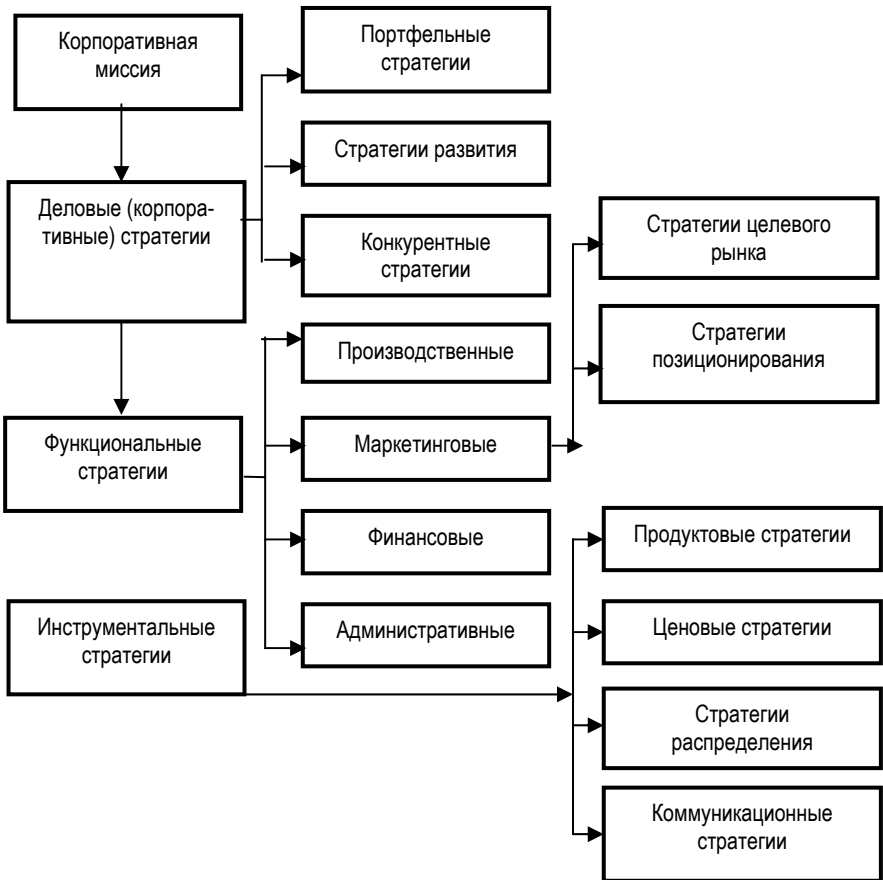 Корпоративная
миссия
Деловые (корпора-
тивные) стратегии
Функциональные
стратегии
Инструментальные
стратегии
Портфельные
стратегии
Стратегии развития
Конкурентные
стратегии
Производственные
Маркетинговые
Финансовые
Административные
Стратегии целевого
рынка
Стратегии
позиционирования
Продуктовые стратегии
Ценовые стратегии
Стратегии
распределения
Коммуникационные
стратегии